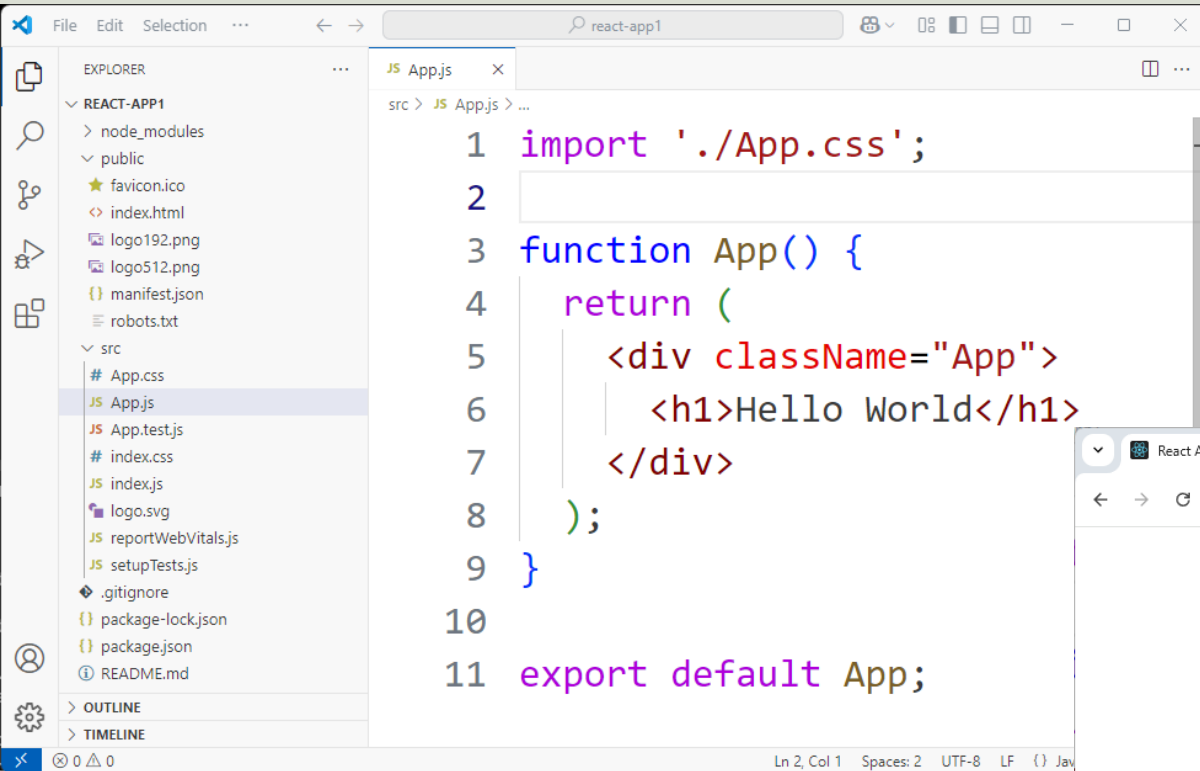 File Edit Selection ··· react-app1
EXPLORER ···
REACT-APP1
node_modules
public
favicon.ico
index.html
logo192.png
logo512.png
manifest.json
robots.txt
src
App.css
App.js
App.test.js
index.css
index.js
logo.svg
reportWebVitals.js
setupTests.js
.gitignore
package-lock.json
package.json
README.md
OUTLINE
TIMELINE
JS App.js
src > JS App.js > ...
1 import './App.css';
2
3 function App() {
4 return (
5 <div className="App">
6 <h1>Hello World</h1>
7 </div>
8 );
9 }
10
11 export default App;
React A
0 0 Ln 2, Col 1 Spaces: 2 UTF-8 LF {} Jav